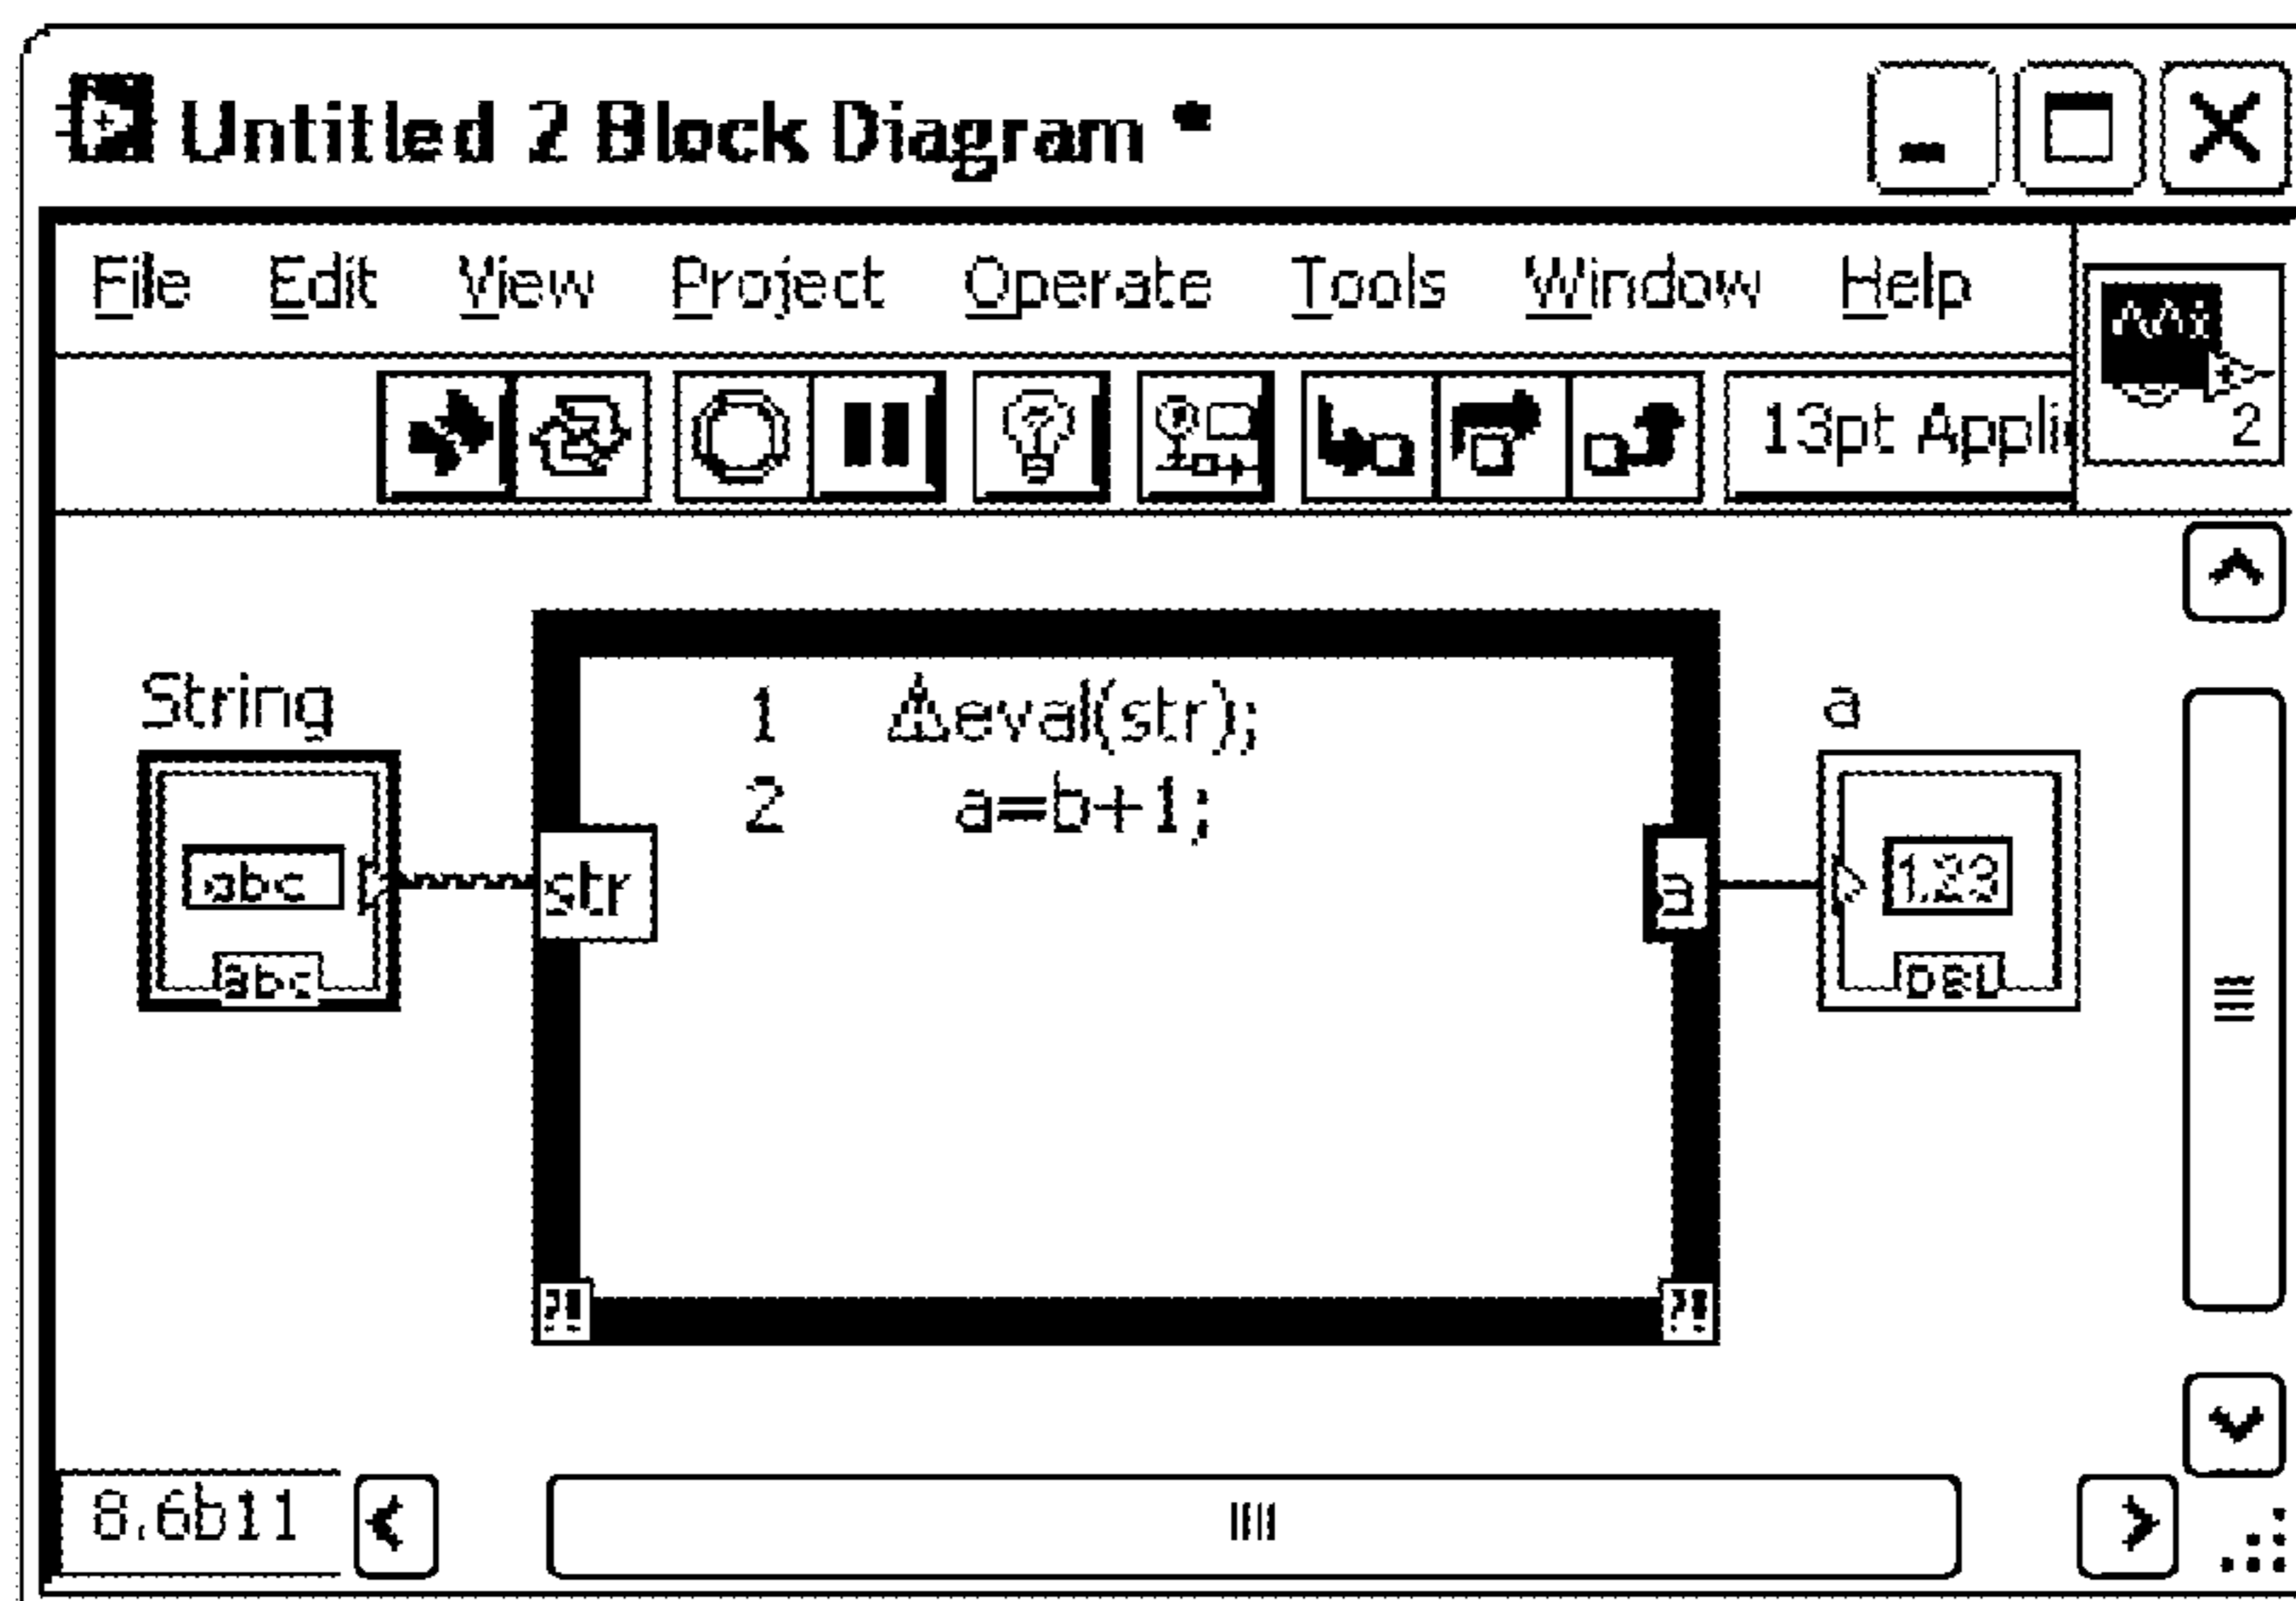 Untitled 2 Block Diagram *
File Edit View Project Operate Tools Window Help
13pt Appli
2
String
a
1 eval(str);
2 a=b+1;
abc
str
a
1.23
abc
?!
?!
8.6b11